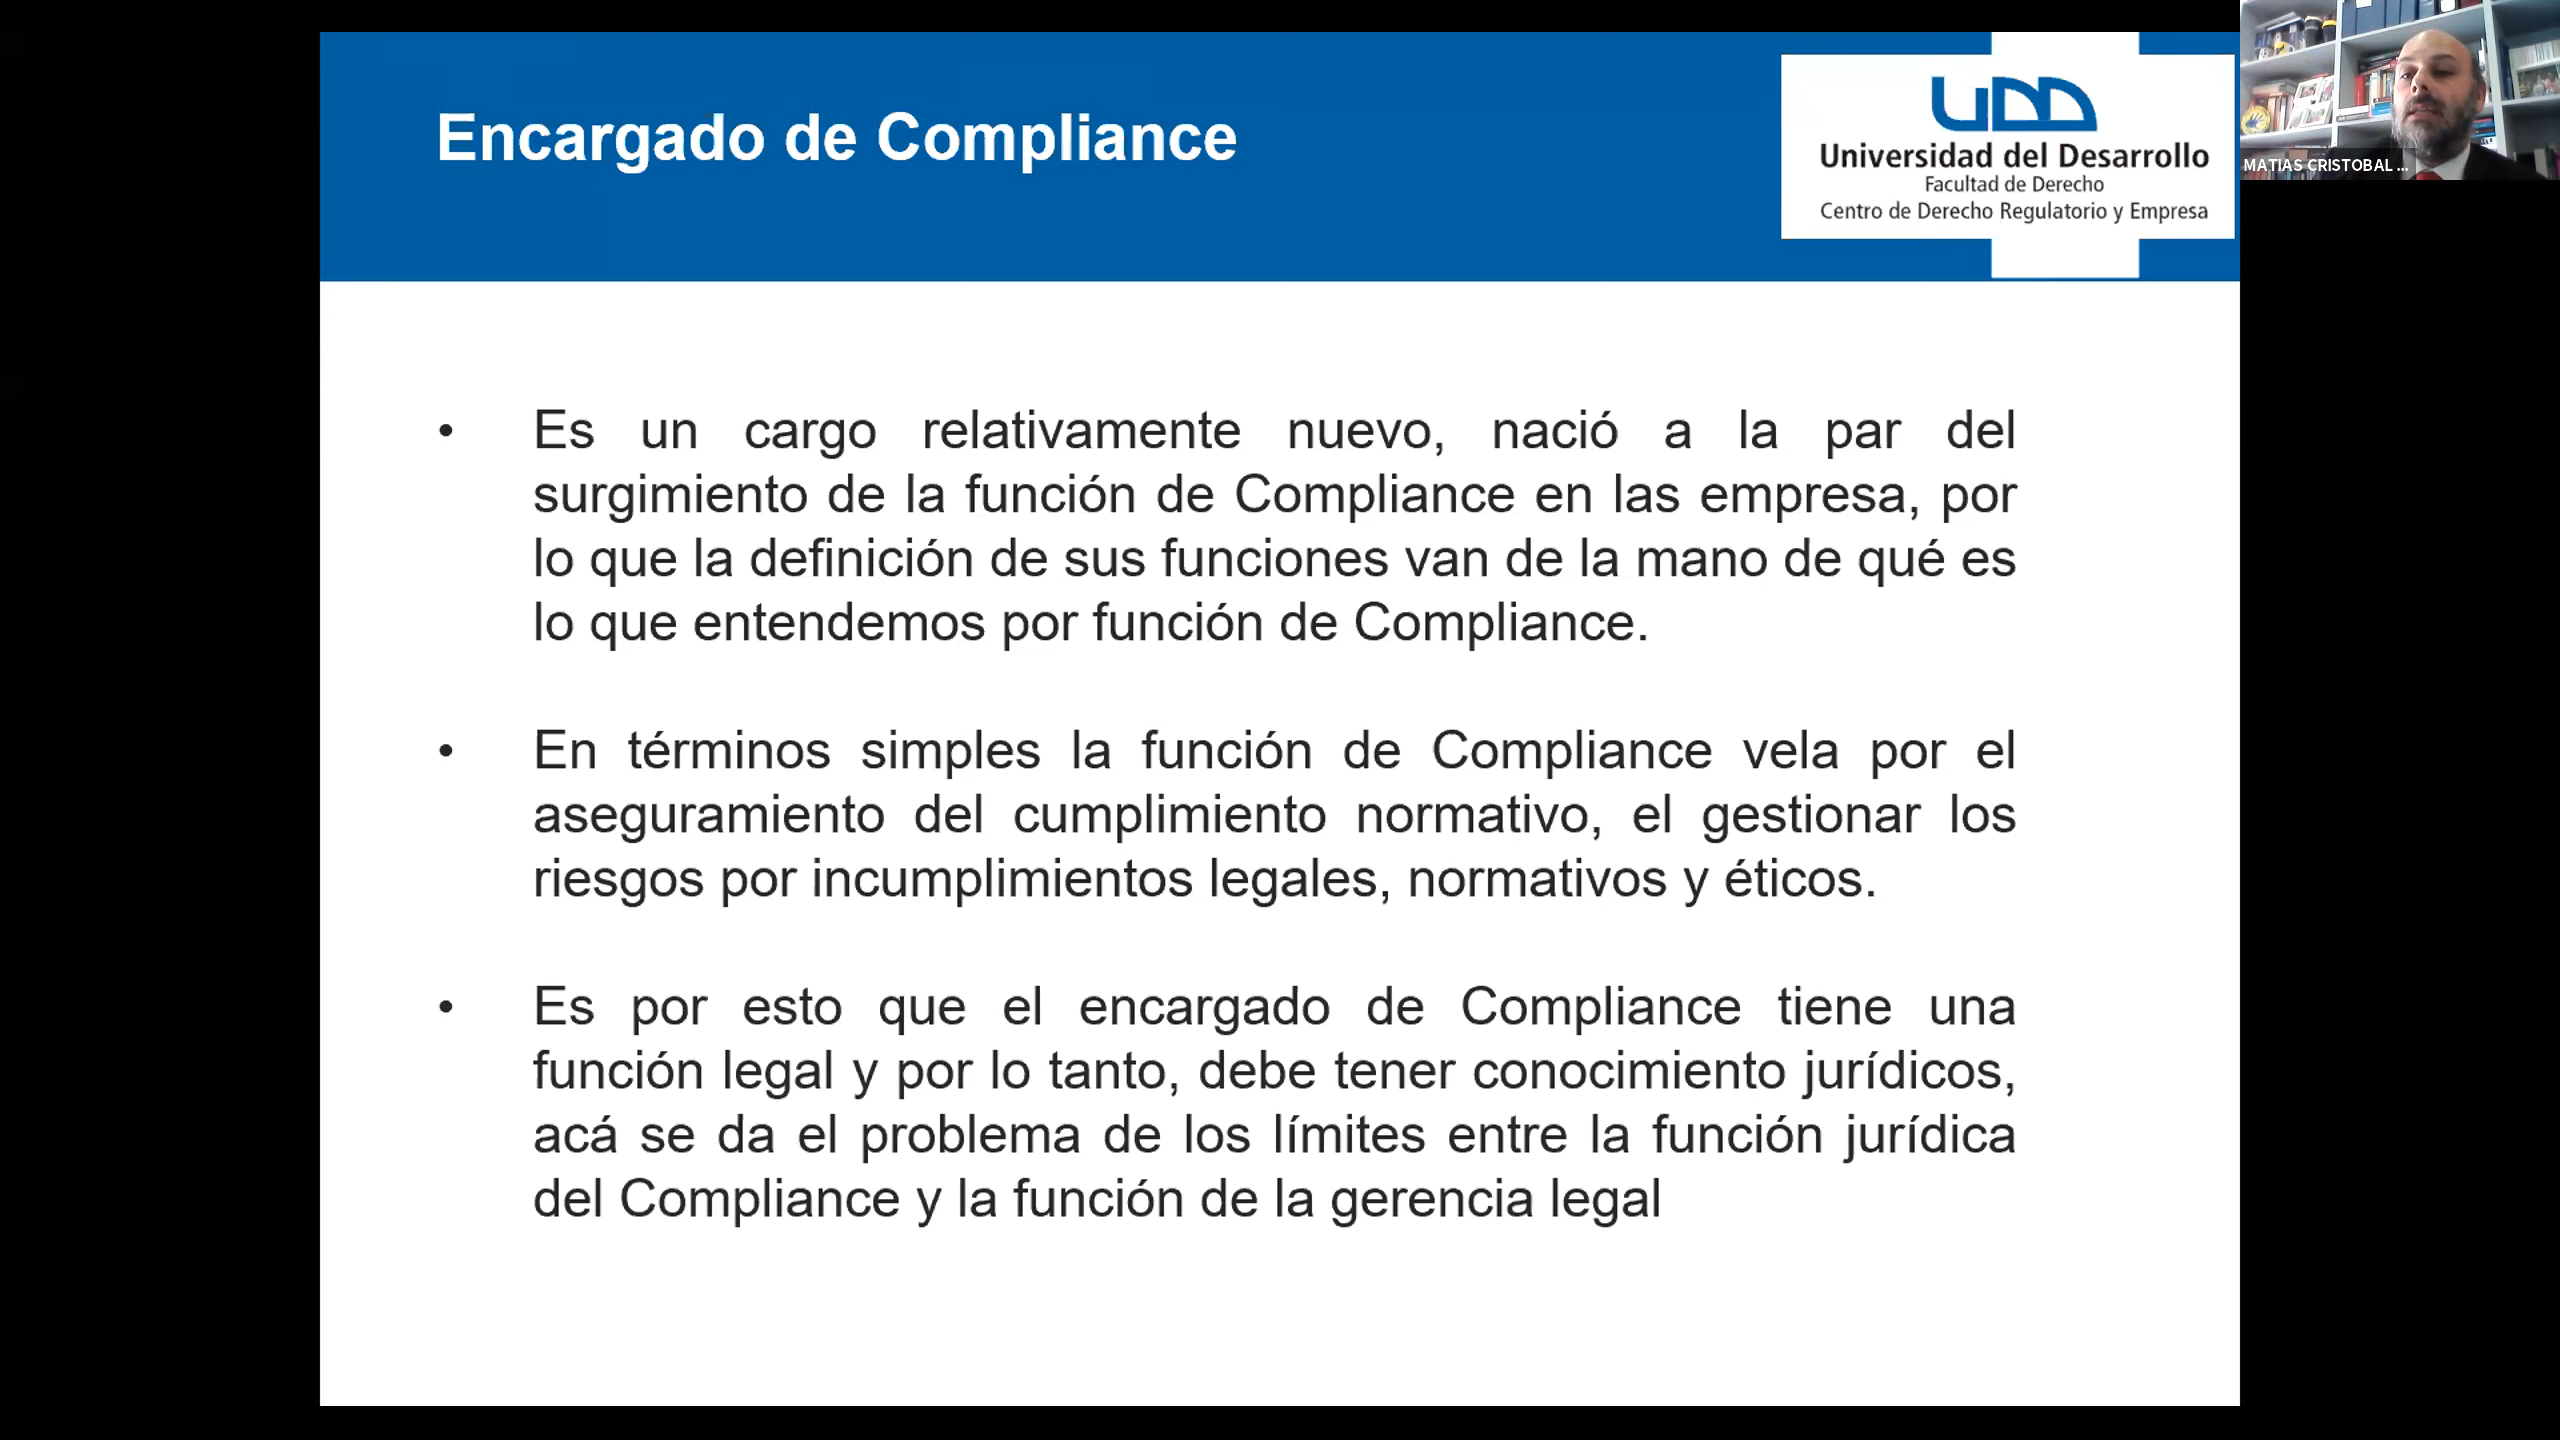 Encargado de Compliance
UDD
Universidad del Desarrollo
Facultad de Derecho
Centro de Derecho Regulatorio y Empresa
MATIAS CRISTOBAL ...
• Es un cargo relativamente nuevo, nació a la par del
surgimiento de la función de Compliance en las empresa, por
lo que la definición de sus funciones van de la mano de qué es
lo que entendemos por función de Compliance.
• En términos simples la función de Compliance vela por el
aseguramiento del cumplimiento normativo, el gestionar los
riesgos por incumplimientos legales, normativos y éticos.
• Es por esto que el encargado de Compliance tiene una
función legal y por lo tanto, debe tener conocimiento jurídicos,
acá se da el problema de los límites entre la función jurídica
del Compliance y la función de la gerencia legal